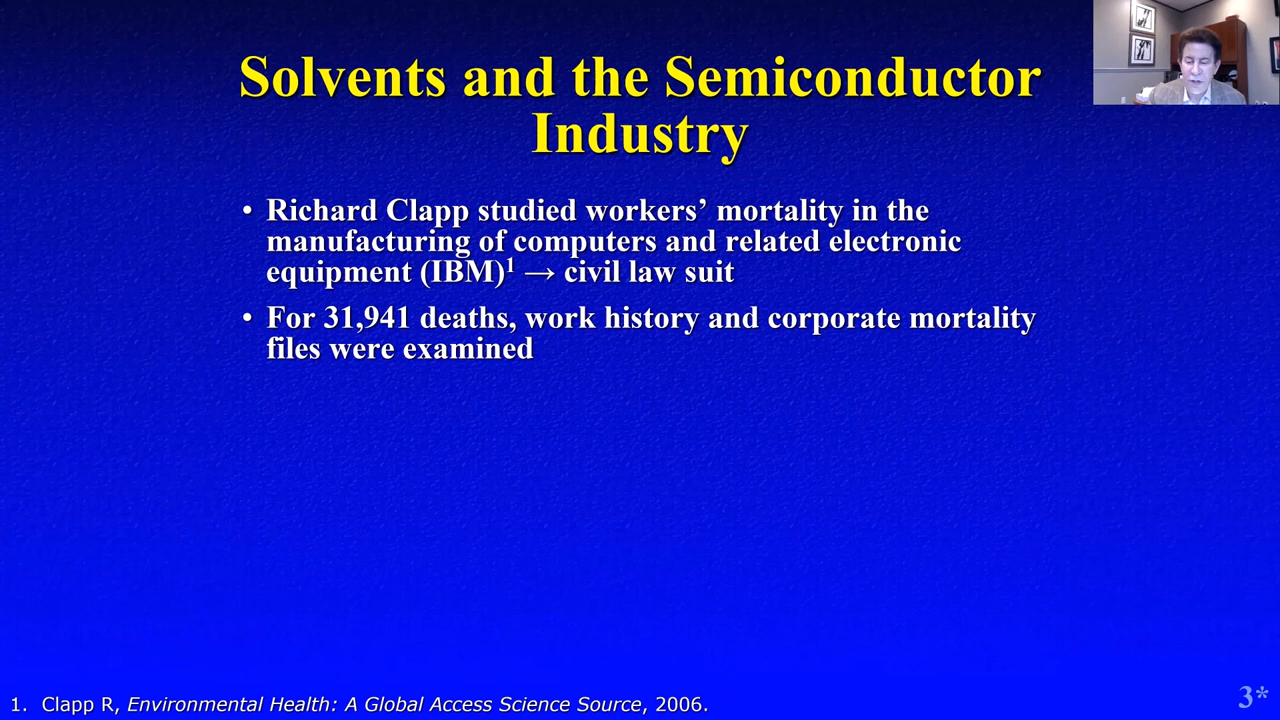 Solvents and the Semiconductor
Industry
• Richard Clapp studied workers’ mortality in the
manufacturing of computers and related electronic
equipment (IBM)1 → civil law suit
• For 31,941 deaths, work history and corporate mortality
files were examined
1. Clapp R, Environmental Health: A Global Access Science Source, 2006.
3*